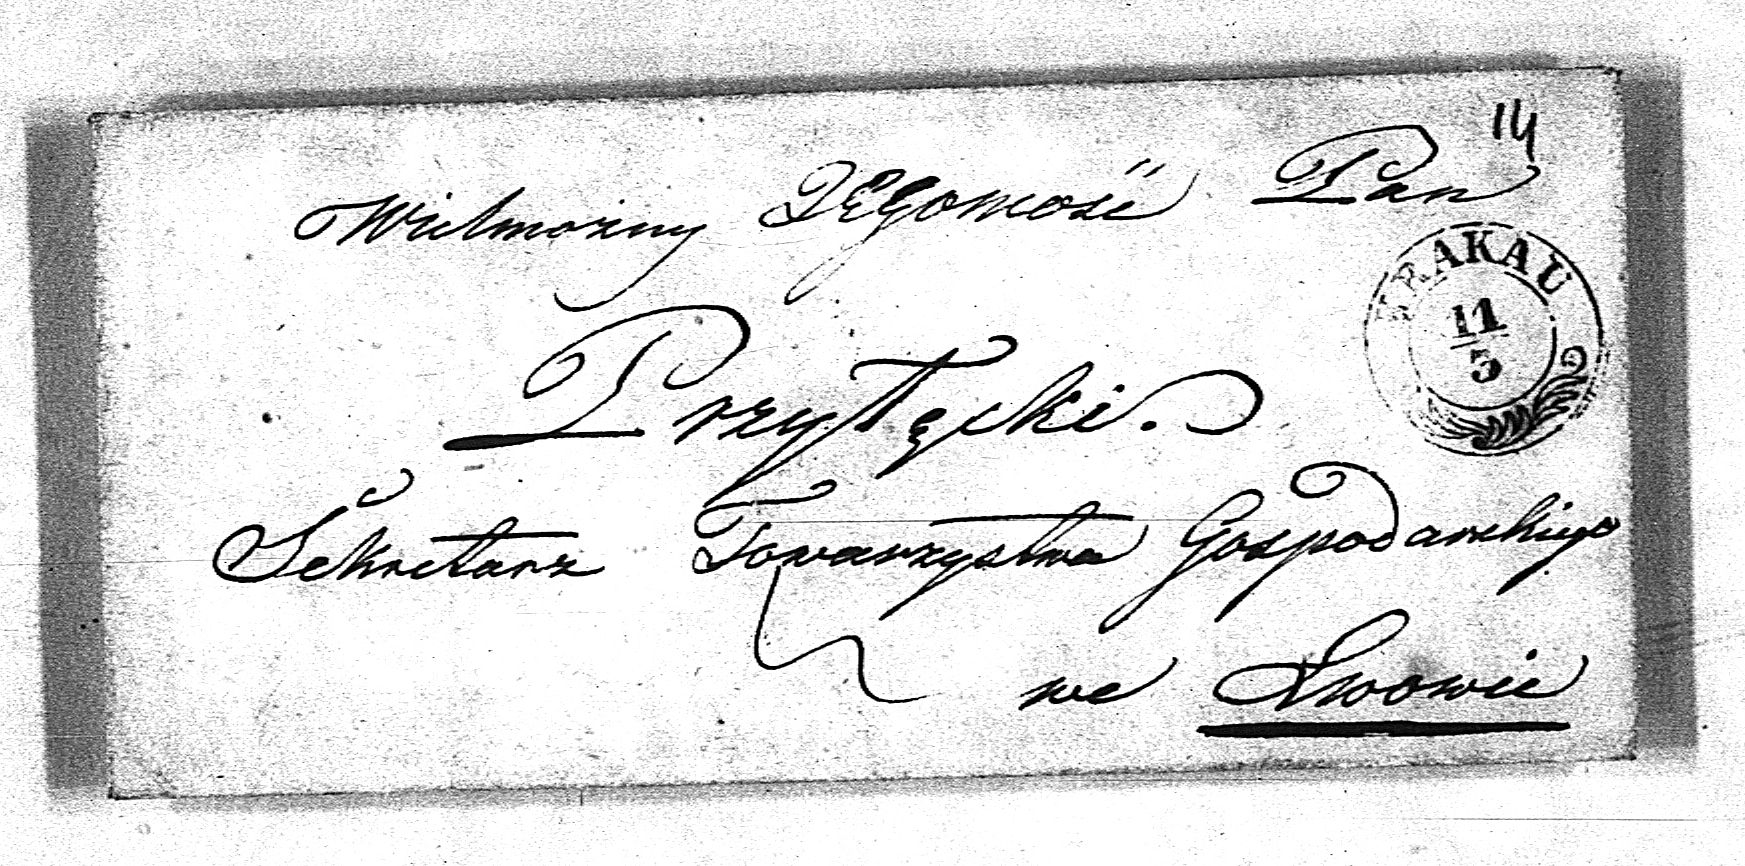 14
Wielmożny JEGomość Pan
KRAKAU
11
5
Przyłęcki.
Sekretarz Towarzystwa Gospodarskiego
we Lwowie